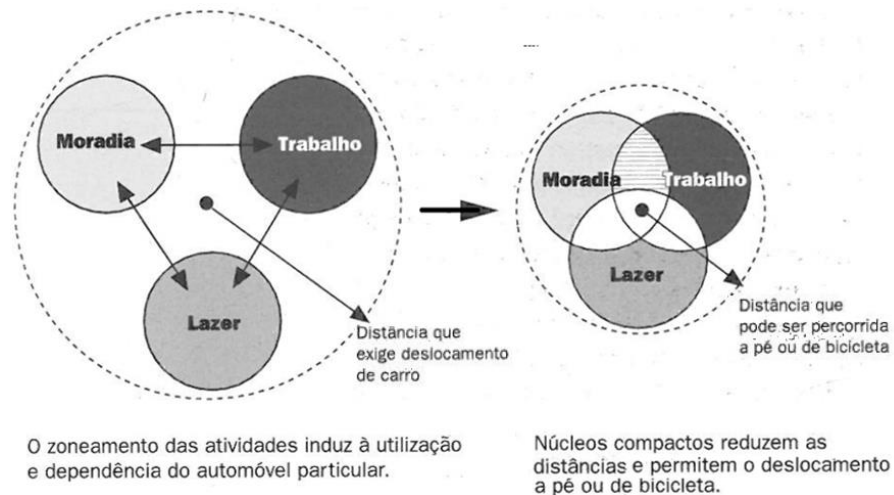 Moradia
Trabalho
Lazer
Distância que
exige deslocamento
de carro
O zoneamento das atividades induz à utilização
e dependência do automóvel particular.
Moradia
Trabalho
Lazer
Distância que
pode ser percorrida
a pé ou de bicicleta
Núcleos compactos reduzem as
distâncias e permitem o deslocamento
a pé ou de bicicleta.